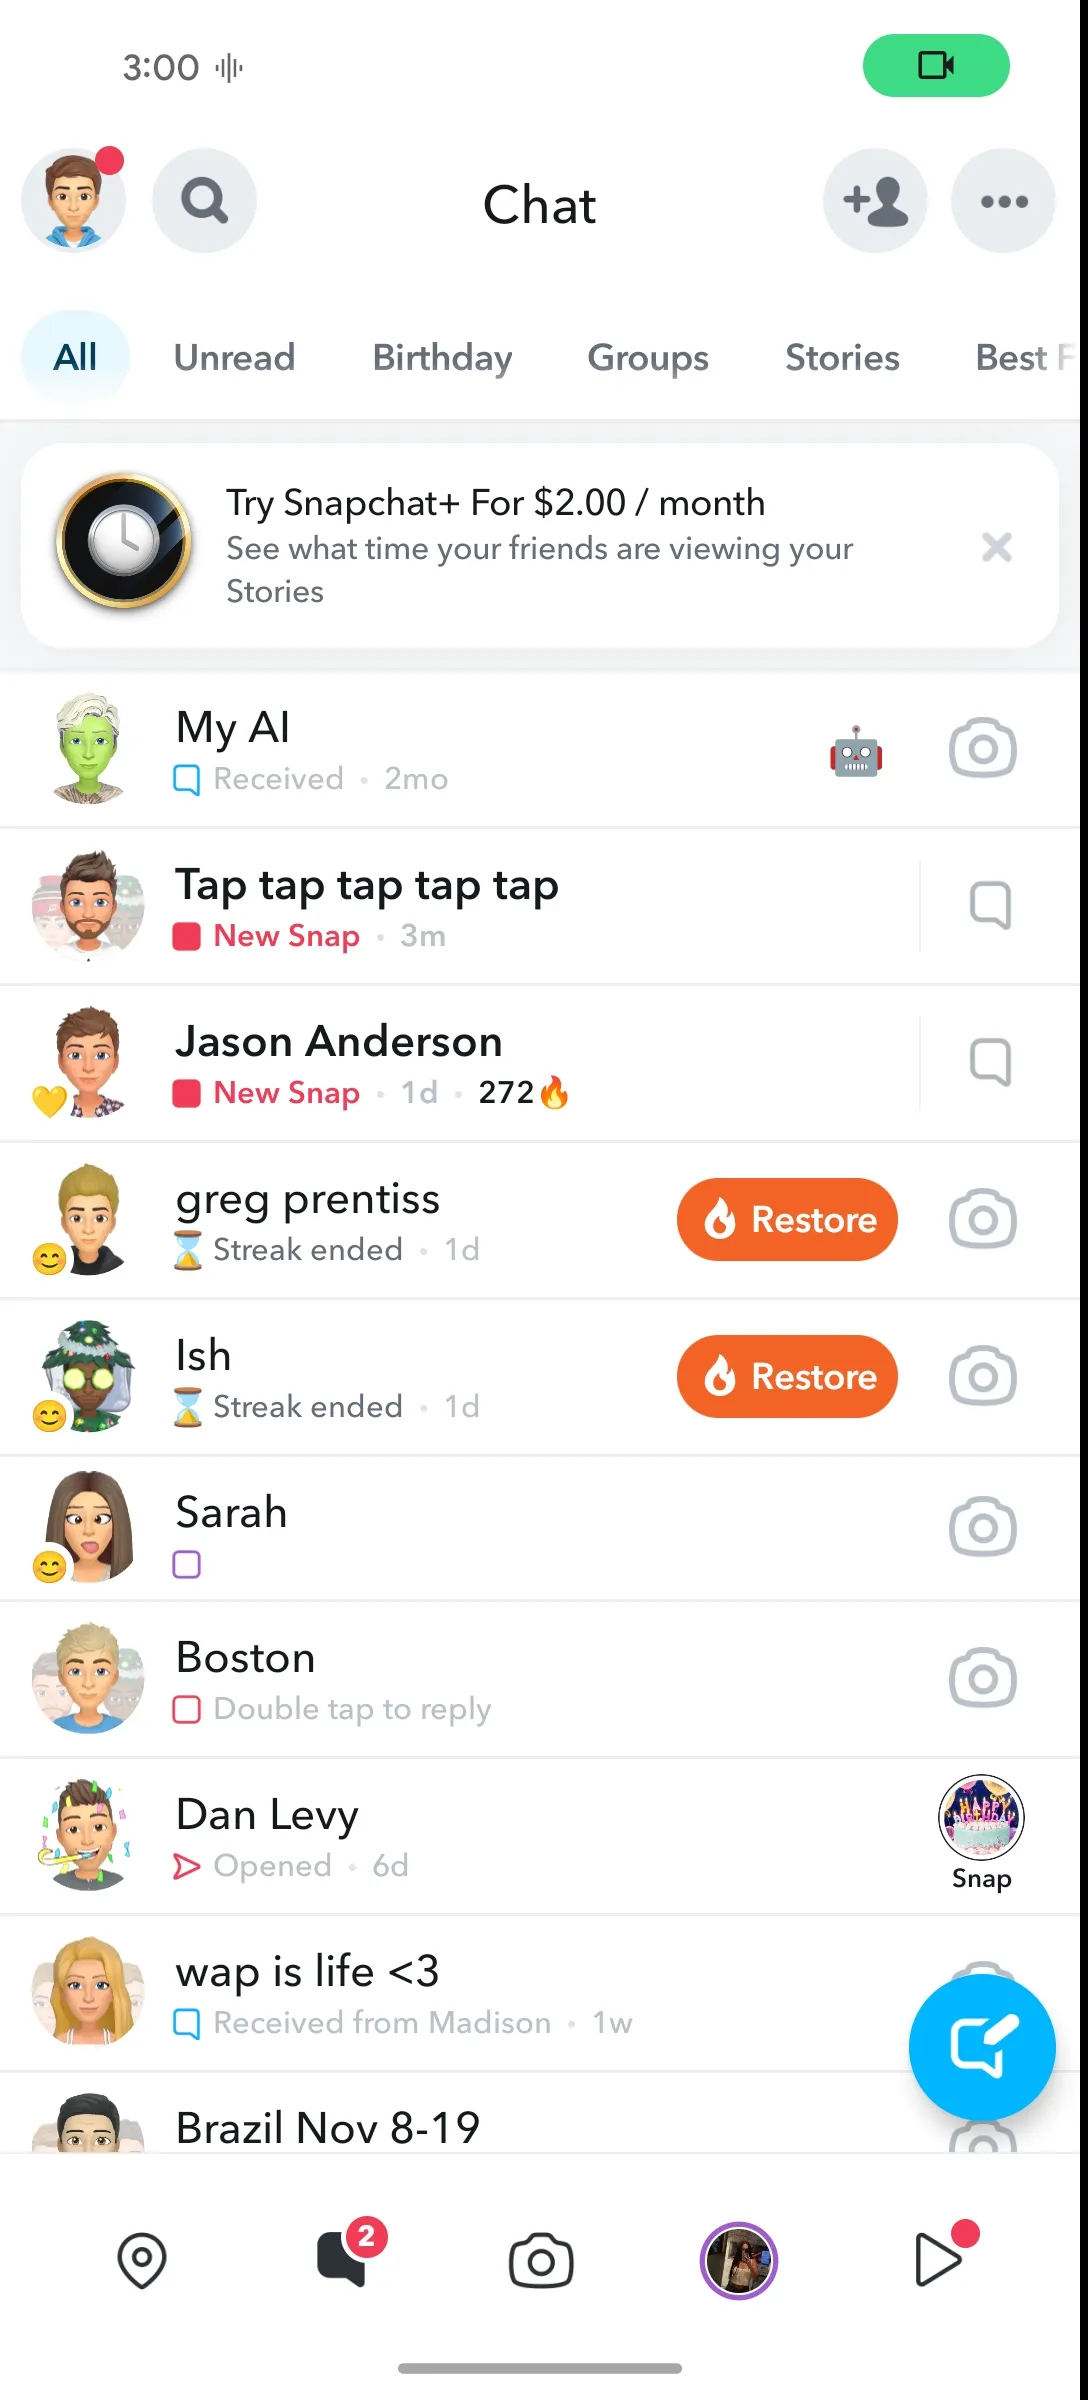 3:00
Chat
All Unread Birthday Groups Stories Best F
Try Snapchat+ For $2.00 / month
See what time your friends are viewing your
Stories
My AI
Received • 2mo
Tap tap tap tap tap
New Snap • 3m
Jason Anderson
New Snap • 1d • 272🔥
greg prentiss
Streak ended • 1d
Restore
Ish
Streak ended • 1d
Restore
Sarah
Boston
Double tap to reply
Dan Levy
Opened • 6d
HAPPY
BIRTHDAY
Snap
wap is life <3
Received from Madison • 1w
Brazil Nov 8-19
2